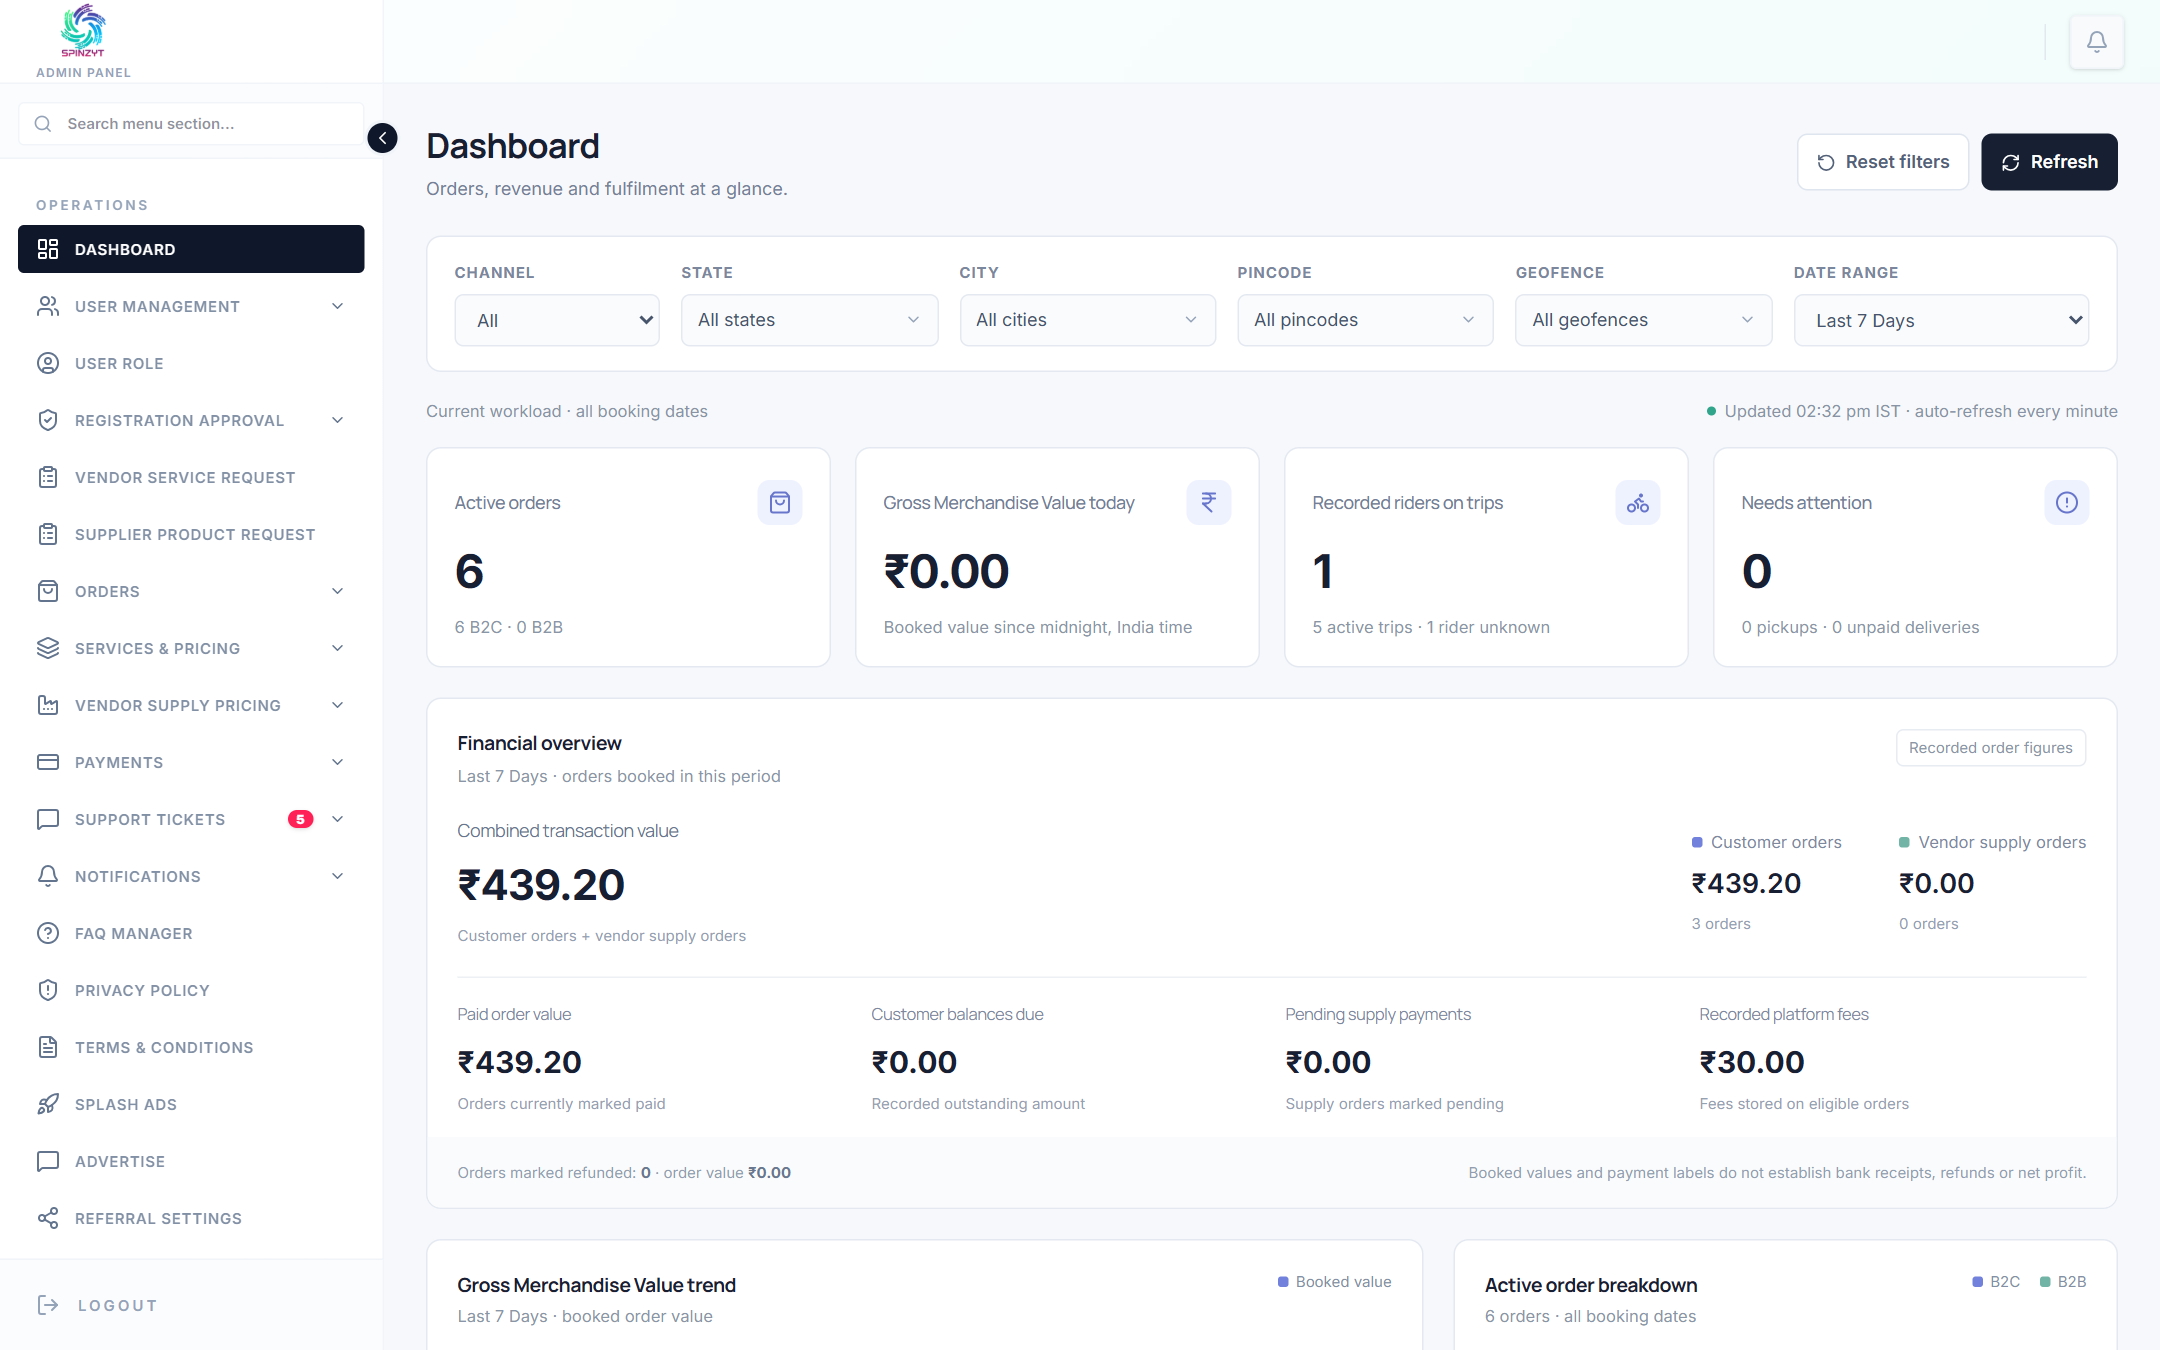 SPINZYT
ADMIN PANEL
Search menu section...
OPERATIONS
DASHBOARD
USER MANAGEMENT
USER ROLE
REGISTRATION APPROVAL
VENDOR SERVICE REQUEST
SUPPLIER PRODUCT REQUEST
ORDERS
SERVICES & PRICING
VENDOR SUPPLY PRICING
PAYMENTS
SUPPORT TICKETS 5
NOTIFICATIONS
FAQ MANAGER
PRIVACY POLICY
TERMS & CONDITIONS
SPLASH ADS
ADVERTISE
REFERRAL SETTINGS
LOGOUT
Dashboard
Orders, revenue and fulfilment at a glance.
Reset filters Refresh
CHANNEL STATE CITY PINCODE GEOFENCE DATE RANGE
All All states All cities All pincodes All geofences Last 7 Days
Current workload · all booking dates Updated 02:32 pm IST · auto-refresh every minute
Active orders Gross Merchandise Value today Recorded riders on trips Needs attention
6 ₹0.00 1 0
6 B2C · 0 B2B Booked value since midnight, India time 5 active trips · 1 rider unknown 0 pickups · 0 unpaid deliveries
Financial overview
Last 7 Days · orders booked in this period
Recorded order figures
Combined transaction value Customer orders Vendor supply orders
₹439.20 ₹439.20 ₹0.00
Customer orders + vendor supply orders 3 orders 0 orders
Paid order value Customer balances due Pending supply payments Recorded platform fees
₹439.20 ₹0.00 ₹0.00 ₹30.00
Orders currently marked paid Recorded outstanding amount Supply orders marked pending Fees stored on eligible orders
Orders marked refunded: 0 · order value ₹0.00 Booked values and payment labels do not establish bank receipts, refunds or net profit.
Gross Merchandise Value trend Booked value
Last 7 Days · booked order value
Active order breakdown B2C B2B
6 orders · all booking dates